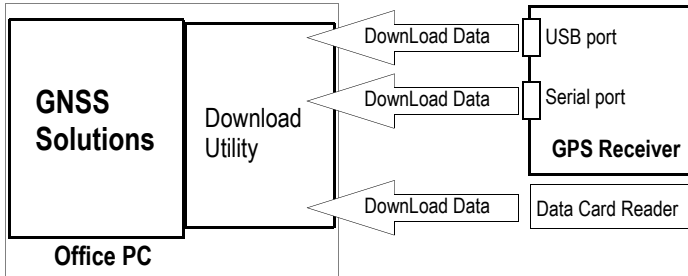 GNSS
Solutions
Download
Utility
Office PC
DownLoad Data
DownLoad Data
DownLoad Data
USB port
Serial port
GPS Receiver
Data Card Reader